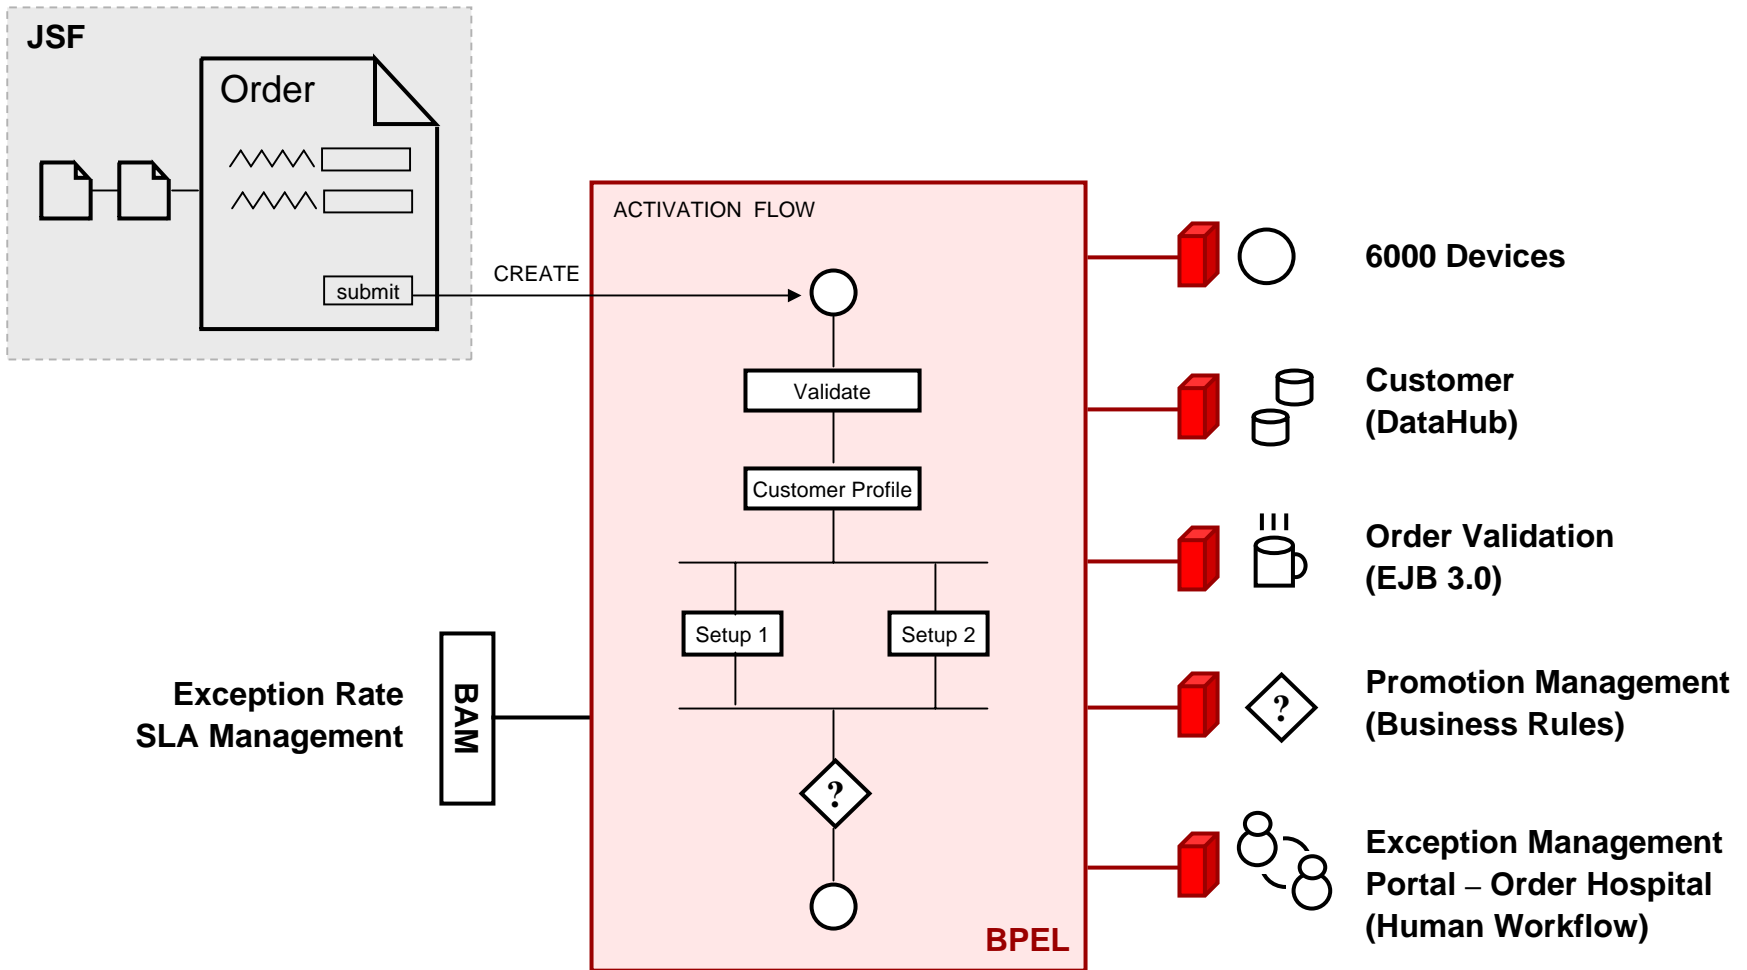 JSF
Order
submit
CREATE
ACTIVATION FLOW
Validate
Customer Profile
Setup 1
Setup 2
?
BPEL
Exception Rate
SLA Management
BAM
6000 Devices
Customer
(DataHub)
Order Validation
(EJB 3.0)
?
Promotion Management
(Business Rules)
Exception Management
Portal – Order Hospital
(Human Workflow)